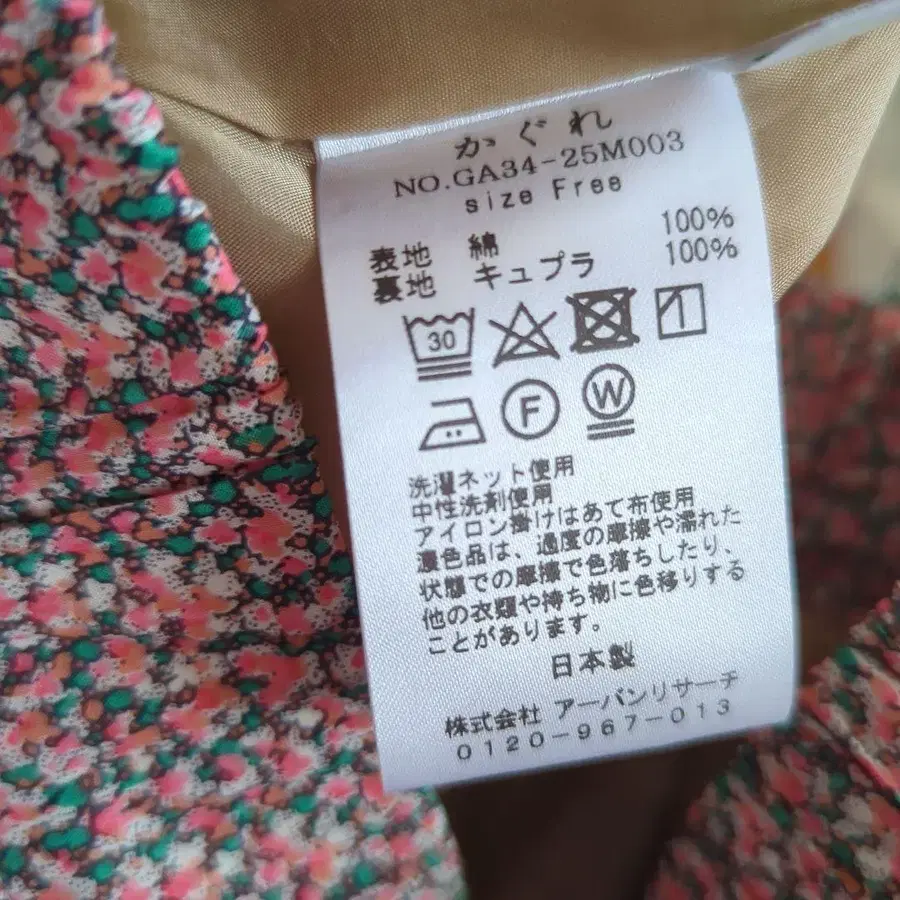 かぐれ
NO.GA34-25M003
size Free
表地 綿 100%
裏地 キュプラ 100%
30
F W
洗濯ネット使用
中性洗剤使用
アイロン掛けはあて布使用
濃色品は、過度の摩擦や濡れた
状態での摩擦で色落ちしたり、
他の衣類や持ち物に色移りする
ことがあります。
日本製
株式会社 アーバンリサーチ
0120-967-013